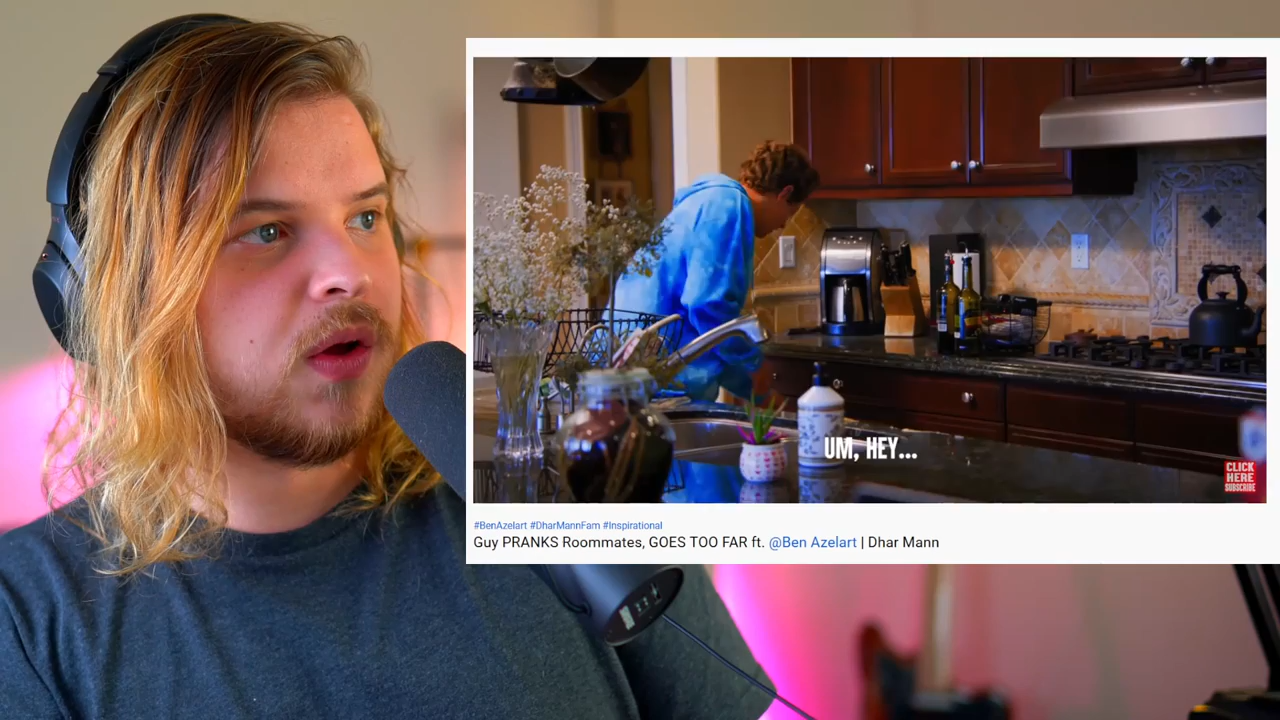 UM, HEY...
CLICK
HERE
SUBSCRIBE
#BenAzelart #DharMannFam #Inspirational
Guy PRANKS Roommates, GOES TOO FAR ft. @Ben Azelart | Dhar Mann